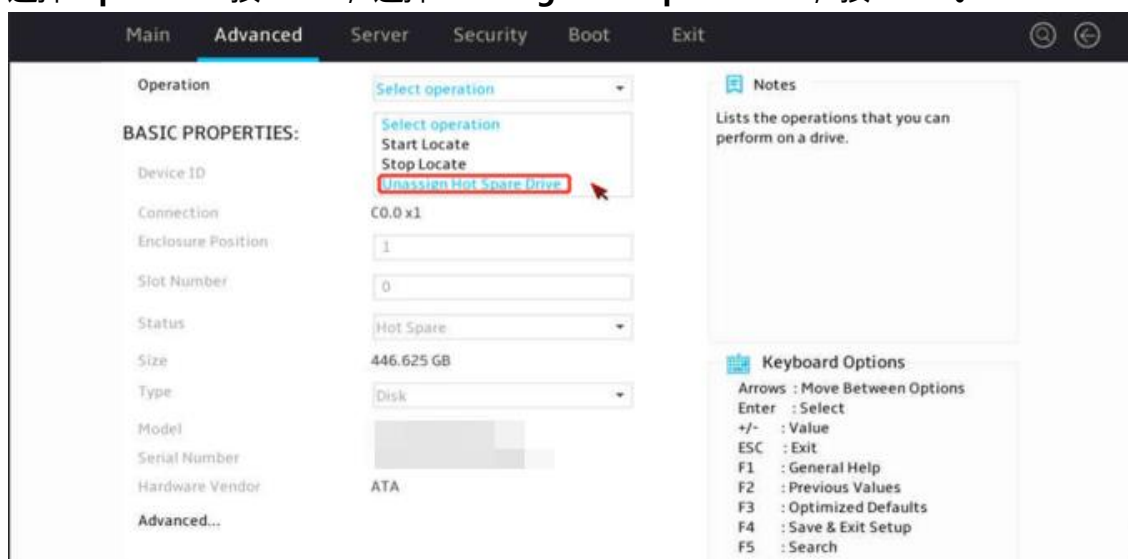 Main Advanced Server Security Boot Exit
Operation
Select operation
BASIC PROPERTIES:
Select operation
Start Locate
Stop Locate
Unassign Hot Spare Drive
Device ID
Connection
C0.0 x1
Enclosure Position
1
Slot Number
0
Status
Hot Spare
Size
446.625 GB
Type
Disk
Model
Serial Number
Hardware Vendor
ATA
Advanced...
Notes
Lists the operations that you can
perform on a drive.
Keyboard Options
Arrows : Move Between Options
Enter : Select
+/- : Value
ESC : Exit
F1 : General Help
F2 : Previous Values
F3 : Optimized Defaults
F4 : Save & Exit Setup
F5 : Search